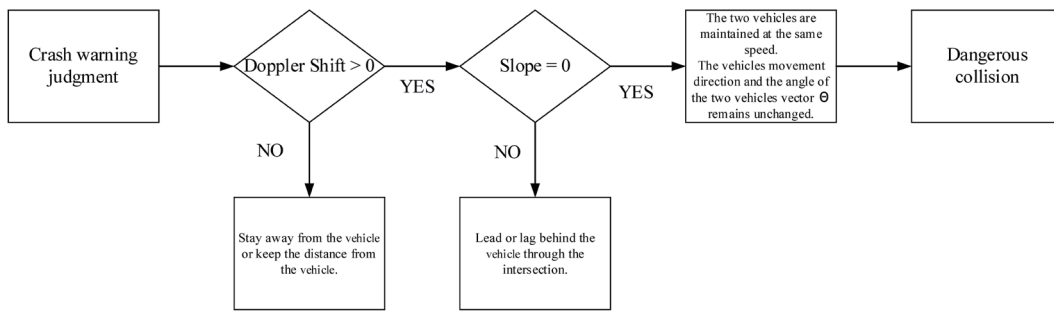 Crash warning
judgment
Doppler Shift > 0
YES
NO
Stay away from the vehicle
or keep the distance from
the vehicle.
Slope = 0
YES
NO
Lead or lag behind the
vehicle through the
intersection.
The two vehicles are
maintained at the same
speed.
The vehicles movement
direction and the angle of
the two vehicles vector Θ
remains unchanged.
Dangerous
collision